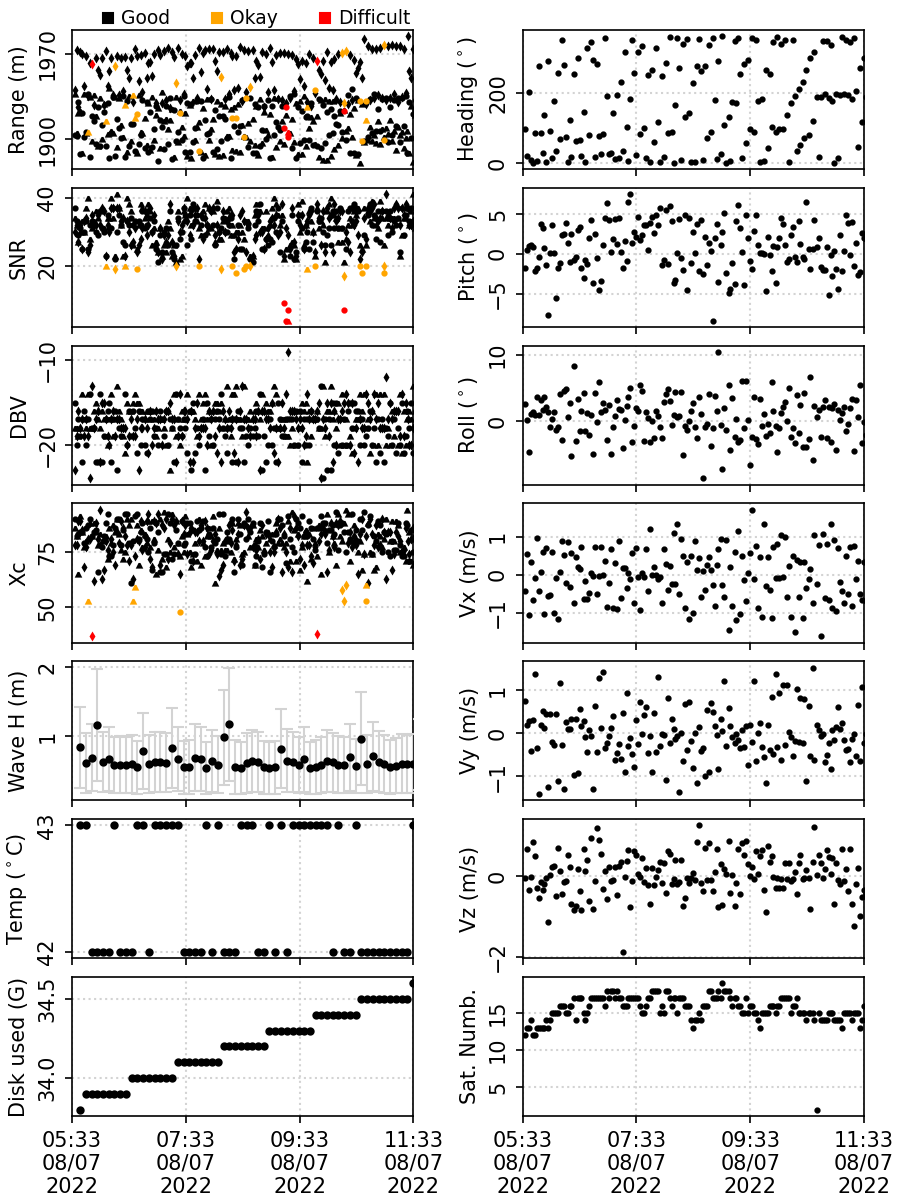 Good Okay Difficult
Range (m)
1970
1900
Heading (°)
200
0
SNR
40
20
Pitch (°)
5
0
−5
DBV
−10
−20
Roll (°)
10
0
Xc
75
50
Vx (m/s)
1
0
−1
Wave H (m)
2
1
Vy (m/s)
1
0
−1
Temp (°C)
43
42
Vz (m/s)
0
−2
Disk used (G)
34.5
34.0
Sat. Numb.
15
10
5
05:33 07:33 09:33 11:33
08/07 08/07 08/07 08/07
2022 2022 2022 2022
05:33 07:33 09:33 11:33
08/07 08/07 08/07 08/07
2022 2022 2022 2022